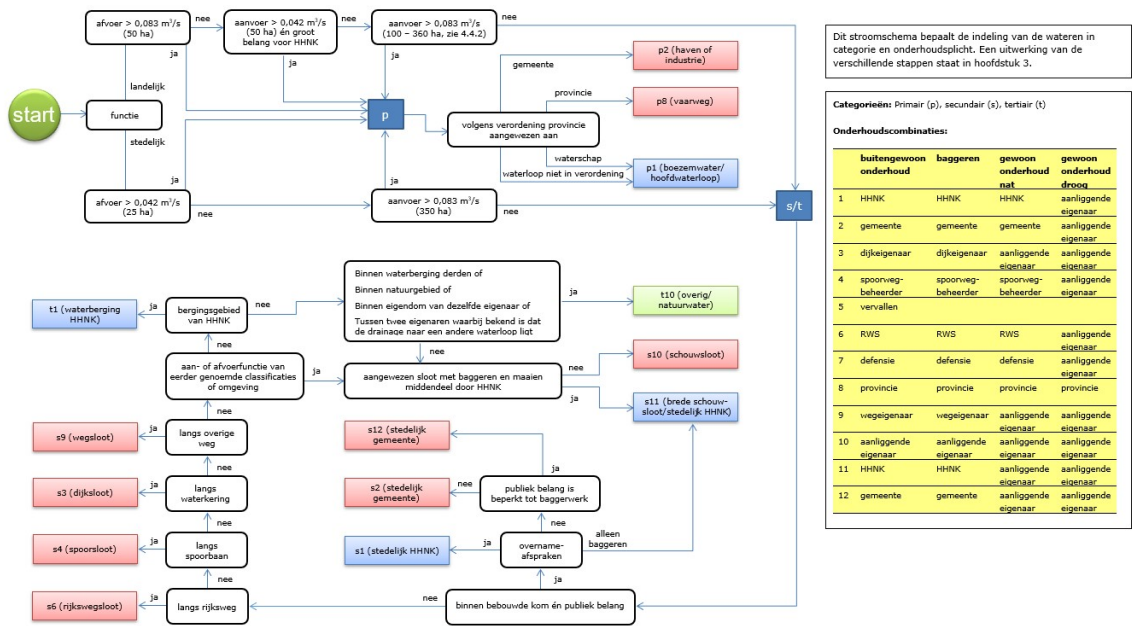 afvoer > 0,083 m³/s
(50 ha)
nee
aanvoer > 0,042 m³/s
(50 ha) én groot
belang voor HHNK
nee
aanvoer > 0,083 m³/s
(100 – 360 ha, zie 4.4.2)
nee
ja
ja
ja
landelijk
start
functie
stedelijk
p
gemeente
p2 (haven of
industrie)
provincie
p8 (vaarweg)
volgens verordening provincie
aangewezen aan
waterschap
waterloop niet in verordening
p1 (boezemwater/
hoofdwaterloop)
ja
ja
afvoer > 0,042 m³/s
(25 ha)
nee
aanvoer > 0,083 m³/s
(350 ha)
nee
s/t
t1 (waterberging
HHNK)
ja
bergingsgebied
van HHNK
nee
Binnen waterberging derden of
Binnen natuurgebied of
Binnen eigendom van dezelfde eigenaar of
Tussen twee eigenaren waarbij bekend is dat
de drainage naar een andere waterloop ligt
ja
t10 (overig/
natuurwater)
nee
nee
aan- of afvoerfunctie van
eerder genoemde classificaties
of omgeving
ja
aangewezen sloot met baggeren en maaien
middendeel door HHNK
nee
s10 (schouwsloot)
ja
s11 (brede schouw-
sloot/stedelijk HHNK)
nee
s9 (wegsloot)
ja
langs overige
weg
s12 (stedelijk
gemeente)
ja
nee
s3 (dijksloot)
ja
langs
waterkering
s2 (stedelijk
gemeente)
nee
publiek belang is
beperkt tot baggerwerk
nee
nee
alleen
baggeren
s4 (spoorsloot)
ja
langs
spoorbaan
s1 (stedelijk HHNK)
ja
overname-
afspraken
nee
ja
s6 (rijkswegsloot)
ja
langs rijksweg
nee
binnen bebouwde kom én publiek belang
Dit stroomschema bepaalt de indeling van de wateren in
categorie en onderhoudsplicht. Een uitwerking van de
verschillende stappen staat in hoofdstuk 3.
Categorieën: Primair (p), secundair (s), tertiair (t)
Onderhoudscombinaties:
buitengewoon onderhoud | baggeren | gewoon onderhoud nat | gewoon onderhoud droog
1 HHNK HHNK HHNK aanliggende eigenaar
2 gemeente gemeente gemeente aanliggende eigenaar
3 dijkeigenaar dijkeigenaar aanliggende eigenaar aanliggende eigenaar
4 spoorweg-beheerder spoorweg-beheerder spoorweg-beheerder aanliggende eigenaar
5 vervallen
6 RWS RWS RWS aanliggende eigenaar
7 defensie defensie defensie aanliggende eigenaar
8 provincie provincie provincie provincie
9 wegeigenaar wegeigenaar aanliggende eigenaar aanliggende eigenaar
10 aanliggende eigenaar aanliggende eigenaar aanliggende eigenaar aanliggende eigenaar
11 HHNK HHNK aanliggende eigenaar aanliggende eigenaar
12 gemeente gemeente aanliggende eigenaar aanliggende eigenaar